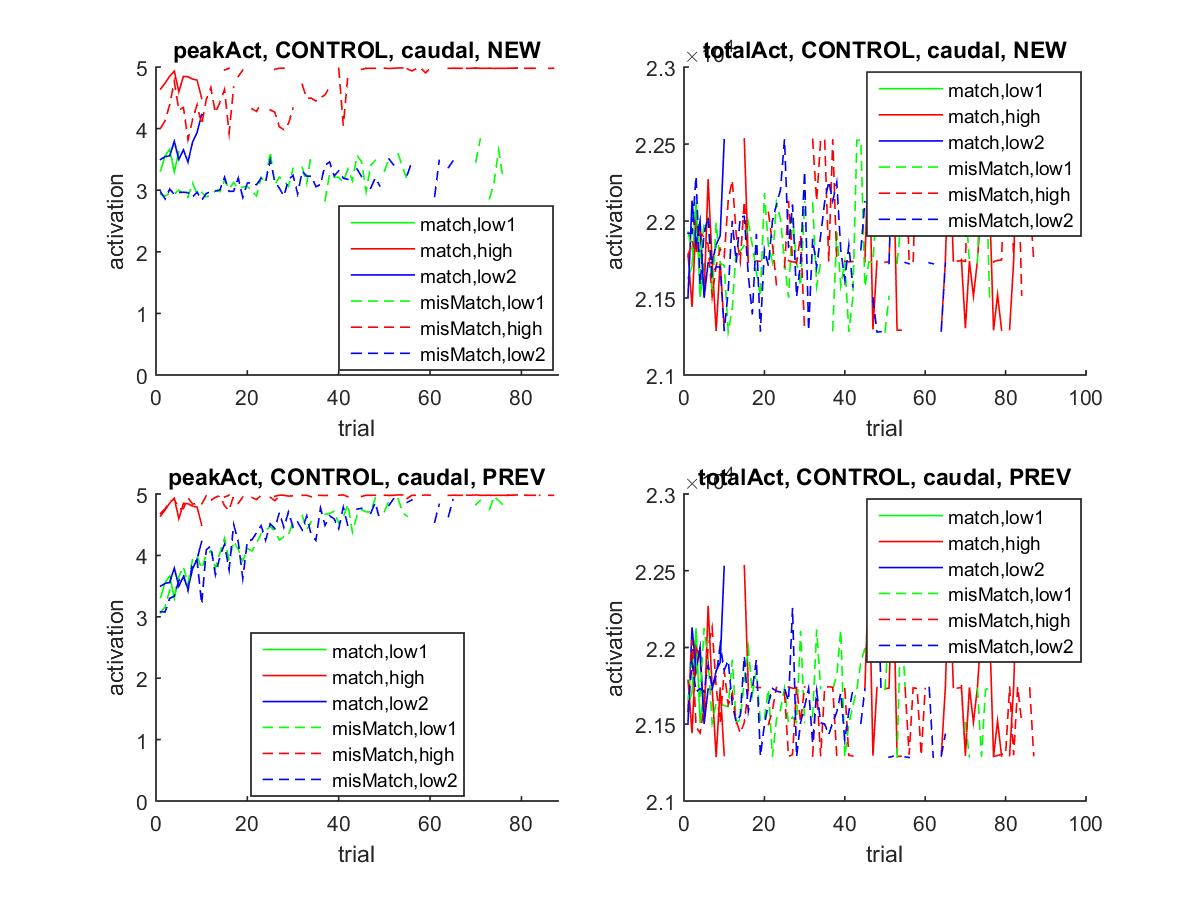 peakAct, CONTROL, caudal, NEW
5
4
3
2
1
0
activation
0 20 40 60 80
trial
match,low1
match,high
match,low2
misMatch,low1
misMatch,high
misMatch,low2
totalAct, CONTROL, caudal, NEW
2.3
2.25
2.2
2.15
2.1
activation
0 20 40 60 80 100
trial
match,low1
match,high
match,low2
misMatch,low1
misMatch,high
misMatch,low2
peakAct, CONTROL, caudal, PREV
5
4
3
2
1
0
activation
0 20 40 60 80
trial
match,low1
match,high
match,low2
misMatch,low1
misMatch,high
misMatch,low2
totalAct, CONTROL, caudal, PREV
2.3
2.25
2.2
2.15
2.1
activation
0 20 40 60 80 100
trial
match,low1
match,high
match,low2
misMatch,low1
misMatch,high
misMatch,low2